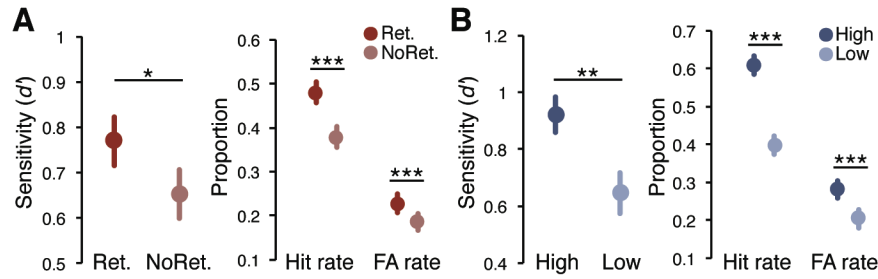 A
Sensitivity (d')
1
0.9
0.8
0.7
0.6
0.5
*
Ret.
NoRet.
Proportion
0.6
0.5
0.4
0.3
0.2
0.1
Ret.
NoRet.
***
***
Hit rate
FA rate
B
Sensitivity (d')
1.2
1
0.8
0.6
0.4
**
High
Low
Proportion
0.7
0.6
0.5
0.4
0.3
0.2
0.1
High
Low
***
***
Hit rate
FA rate